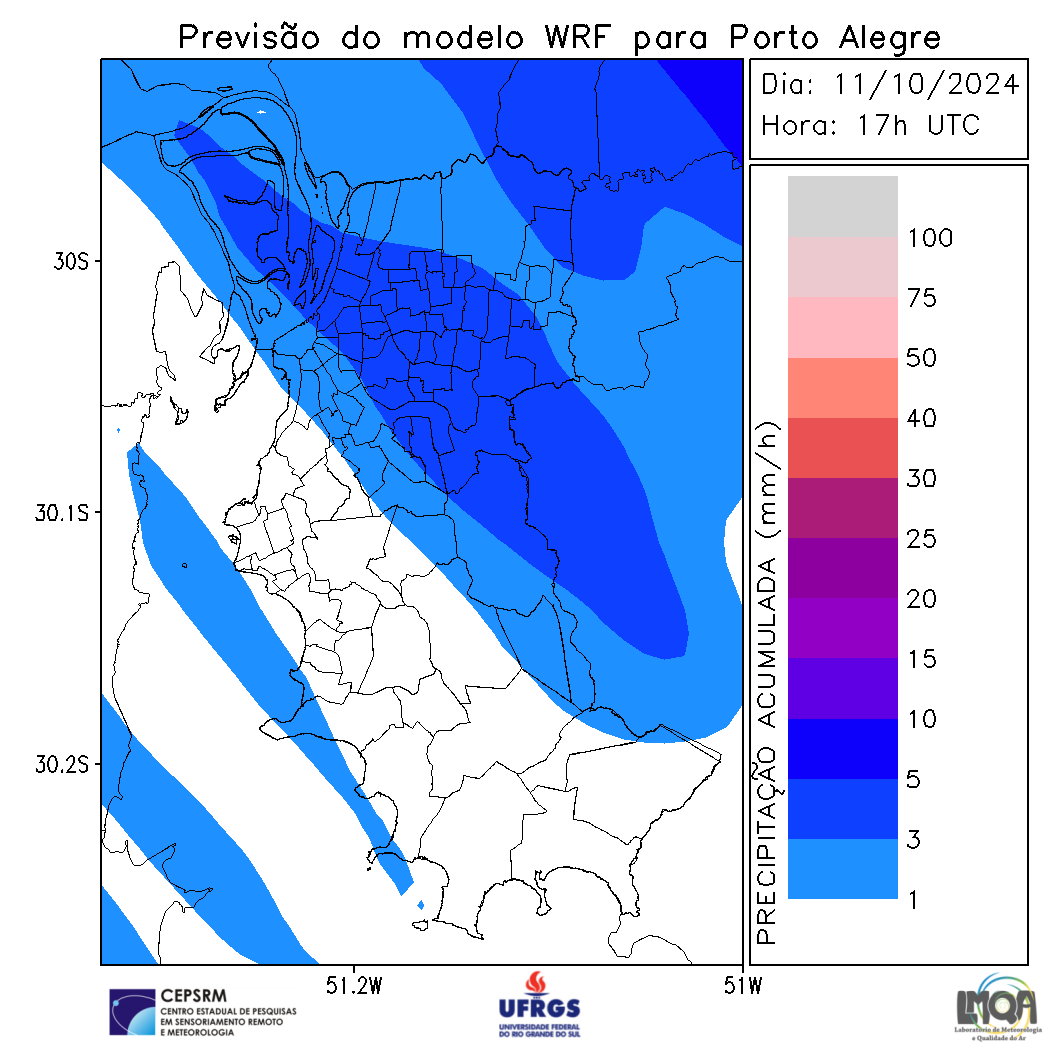 Previsão do modelo WRF para Porto Alegre
Dia: 11/10/2024
Hora: 17h UTC
PRECIPITAÇÃO ACUMULADA (mm/h)
100
75
50
40
30
25
20
15
10
5
3
1
30S
30.1S
30.2S
51.2W
51W
CEPSRM
CENTRO ESTADUAL DE PESQUISAS
EM SENSORIAMENTO REMOTO
E METEOROLOGIA
UFRGS
UNIVERSIDADE FEDERAL
DO RIO GRANDE DO SUL
LMQA
Laboratório de Meteorologia
e Qualidade do Ar